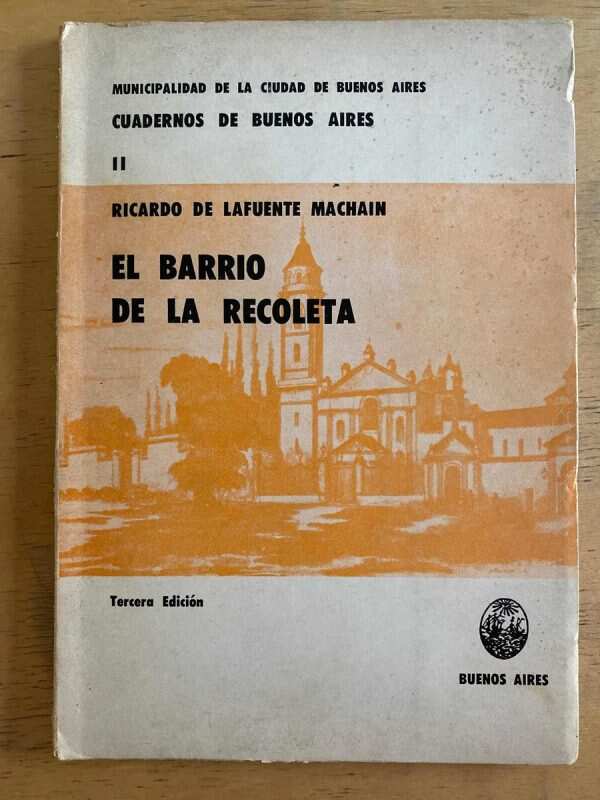 MUNICIPALIDAD DE LA CIUDAD DE BUENOS AIRES
CUADERNOS DE BUENOS AIRES
II
RICARDO DE LAFUENTE MACHAIN
EL BARRIO
DE LA RECOLETA
Tercera Edición
BUENOS AIRES